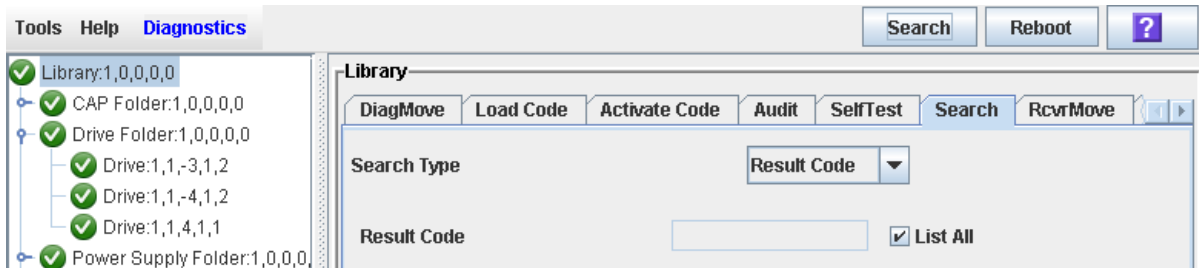 Tools Help Diagnostics Search Reboot ?
Library:1,0,0,0,0
CAP Folder:1,0,0,0,0
Drive Folder:1,0,0,0,0
Drive:1,1,-3,1,2
Drive:1,1,-4,1,2
Drive:1,1,4,1,1
Power Supply Folder:1,0,0,0,
Library
DiagMove Load Code Activate Code Audit SelfTest Search RcvrMove
Search Type Result Code
Result Code List All